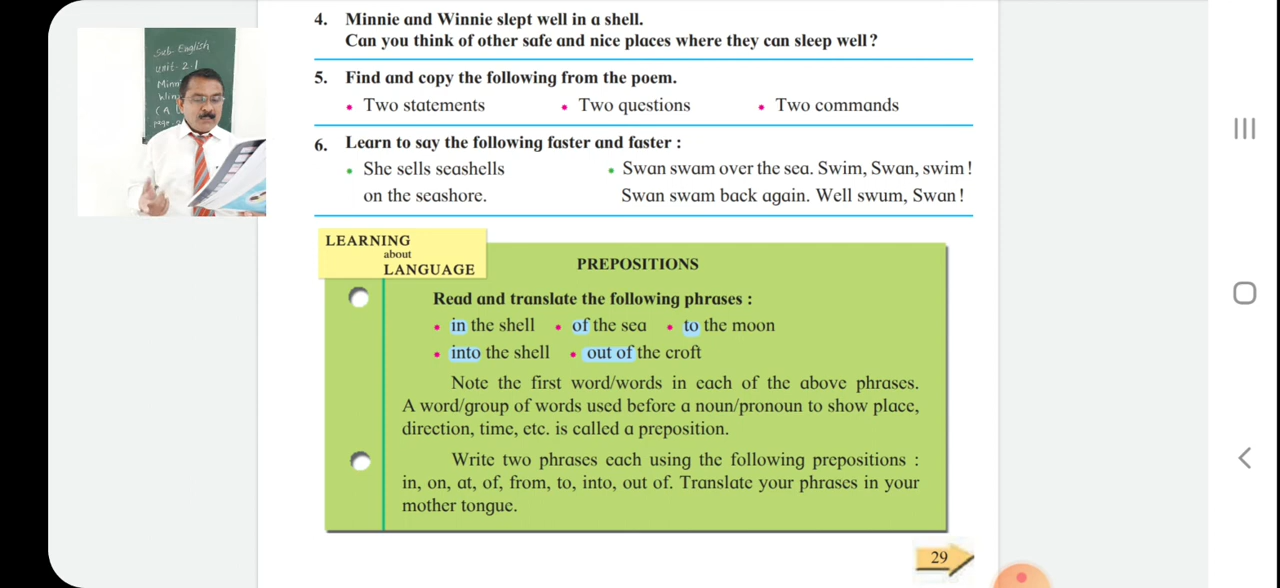 Sub. English
Unit- 2.1
Minn
Win
4. Minnie and Winnie slept well in a shell.
Can you think of other safe and nice places where they can sleep well?
5. Find and copy the following from the poem.
• Two statements • Two questions • Two commands
6. Learn to say the following faster and faster :
• She sells seashells • Swan swam over the sea. Swim, Swan, swim!
on the seashore. Swan swam back again. Well swum, Swan!
LEARNING
about
LANGUAGE
PREPOSITIONS
Read and translate the following phrases :
• in the shell • of the sea • to the moon
• into the shell • out of the croft
Note the first word/words in each of the above phrases.
A word/group of words used before a noun/pronoun to show place,
direction, time, etc. is called a preposition.
Write two phrases each using the following prepositions :
in, on, at, of, from, to, into, out of. Translate your phrases in your
mother tongue.
29